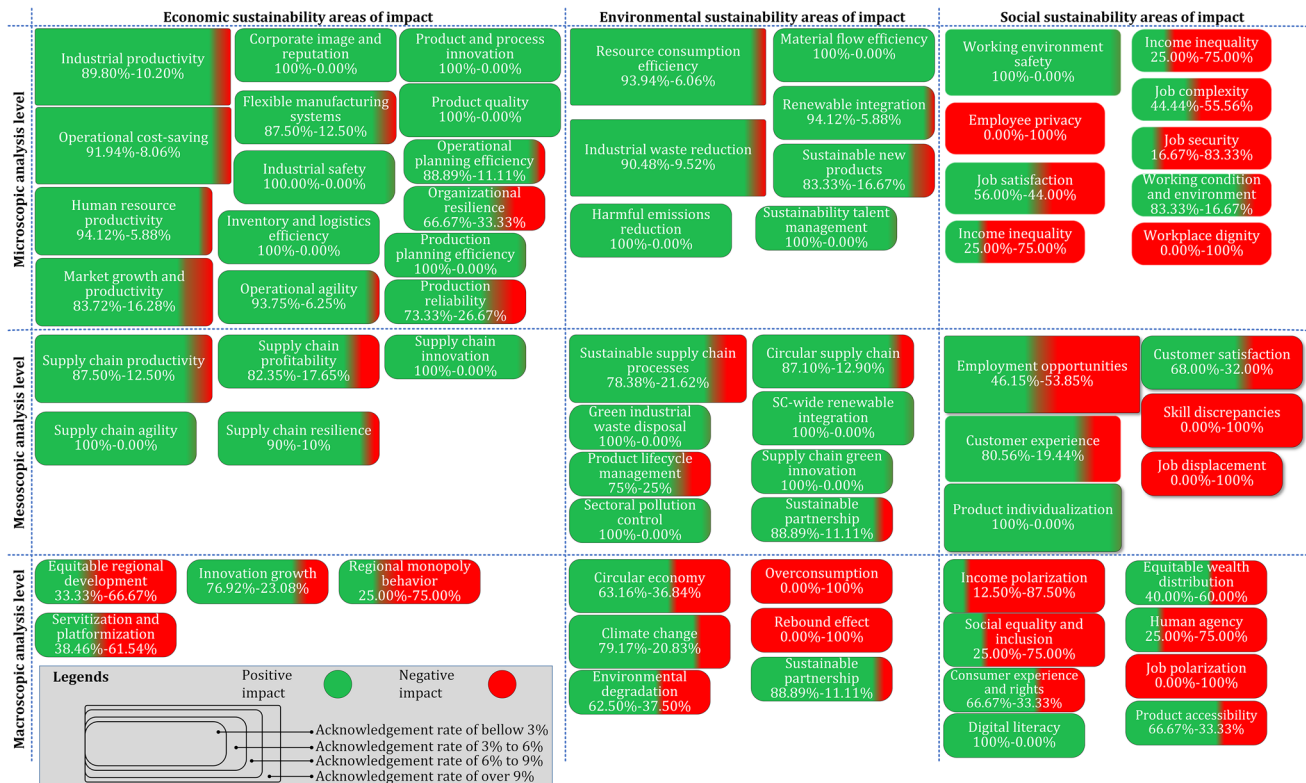 Economic sustainability areas of impact
Environmental sustainability areas of impact
Social sustainability areas of impact
Microscopic analysis level
Industrial productivity
89.80%-10.20%
Corporate image and
reputation
100%-0.00%
Product and process
innovation
100%-0.00%
Operational cost-saving
91.94%-8.06%
Flexible manufacturing
systems
87.50%-12.50%
Product quality
100%-0.00%
Industrial safety
100.00%-0.00%
Operational
planning efficiency
88.89%-11.11%
Organizational
resilience
66.67%-33.33%
Human resource
productivity
94.12%-5.88%
Inventory and logistics
efficiency
100%-0.00%
Production
planning efficiency
100%-0.00%
Market growth and
productivity
83.72%-16.28%
Operational agility
93.75%-6.25%
Production
reliability
73.33%-26.67%
Resource consumption
efficiency
93.94%-6.06%
Material flow efficiency
100%-0.00%
Renewable integration
94.12%-5.88%
Industrial waste reduction
90.48%-9.52%
Sustainable new
products
83.33%-16.67%
Harmful emissions
reduction
100%-0.00%
Sustainability talent
management
100%-0.00%
Working environment
safety
100%-0.00%
Income inequality
25.00%-75.00%
Job complexity
44.44%-55.56%
Employee privacy
0.00%-100%
Job security
16.67%-83.33%
Job satisfaction
56.00%-44.00%
Working condition
and environment
83.33%-16.67%
Income inequality
25.00%-75.00%
Workplace dignity
0.00%-100%
Mesoscopic analysis level
Supply chain productivity
87.50%-12.50%
Supply chain
profitability
82.35%-17.65%
Supply chain
innovation
100%-0.00%
Supply chain agility
100%-0.00%
Supply chain resilience
90%-10%
Sustainable supply chain
processes
78.38%-21.62%
Circular supply chain
87.10%-12.90%
Green industrial
waste disposal
100%-0.00%
SC-wide renewable
integration
100%-0.00%
Product lifecycle
management
75%-25%
Supply chain green
innovation
100%-0.00%
Sectoral pollution
control
100%-0.00%
Sustainable
partnership
88.89%-11.11%
Employment opportunities
46.15%-53.85%
Customer satisfaction
68.00%-32.00%
Skill discrepancies
0.00%-100%
Customer experience
80.56%-19.44%
Job displacement
0.00%-100%
Product individualization
100%-0.00%
Macroscopic analysis level
Equitable regional
development
33.33%-66.67%
Innovation growth
76.92%-23.08%
Regional monopoly
behavior
25.00%-75.00%
Servitization and
platformization
38.46%-61.54%
Circular economy
63.16%-36.84%
Overconsumption
0.00%-100%
Climate change
79.17%-20.83%
Rebound effect
0.00%-100%
Environmental
degradation
62.50%-37.50%
Sustainable
partnership
88.89%-11.11%
Income polarization
12.50%-87.50%
Equitable wealth
distribution
40.00%-60.00%
Social equality and
inclusion
25.00%-75.00%
Human agency
25.00%-75.00%
Consumer experience
and rights
66.67%-33.33%
Job polarization
0.00%-100%
Digital literacy
100%-0.00%
Product accessibility
66.67%-33.33%
Legends
Positive
impact
Negative
impact
Acknowledgement rate of bellow 3%
Acknowledgement rate of 3% to 6%
Acknowledgement rate of 6% to 9%
Acknowledgement rate of over 9%